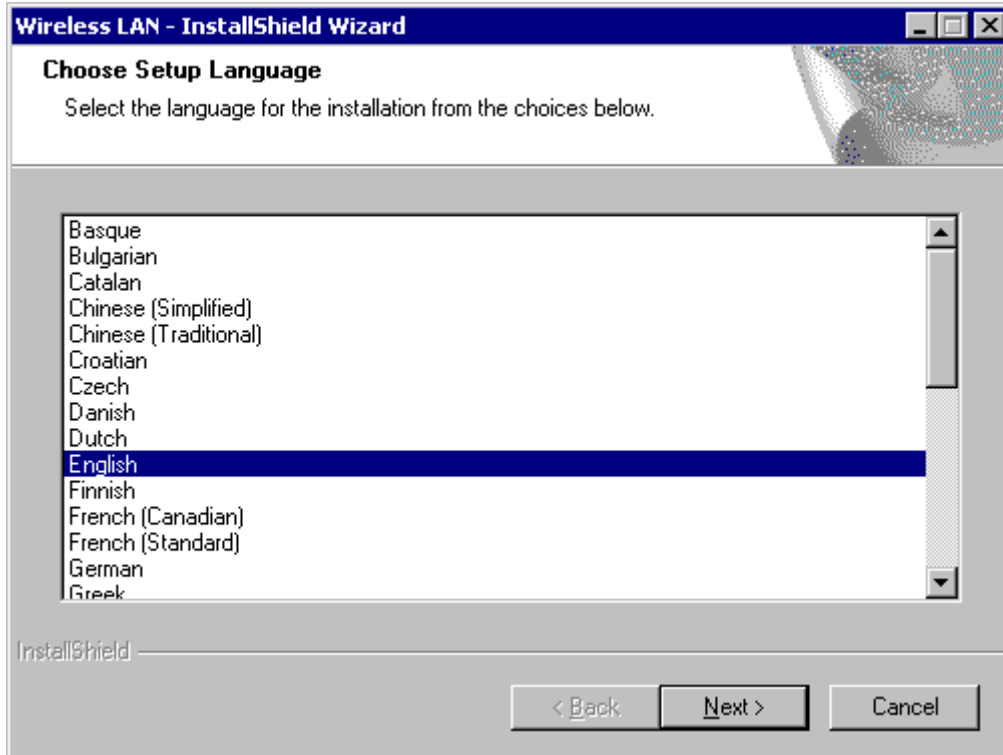 Wireless LAN - InstallShield Wizard
Choose Setup Language
Select the language for the installation from the choices below.
Basque
Bulgarian
Catalan
Chinese (Simplified)
Chinese (Traditional)
Croatian
Czech
Danish
Dutch
English
Finnish
French (Canadian)
French (Standard)
German
Greek
InstallShield
< Back Next > Cancel